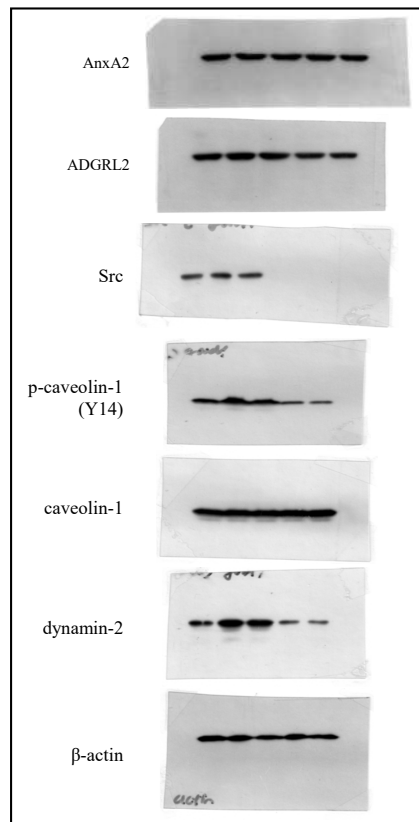 AnxA2
ADGRL2
Src
p-caveolin-1
(Y14)
caveolin-1
dynamin-2
β-actin